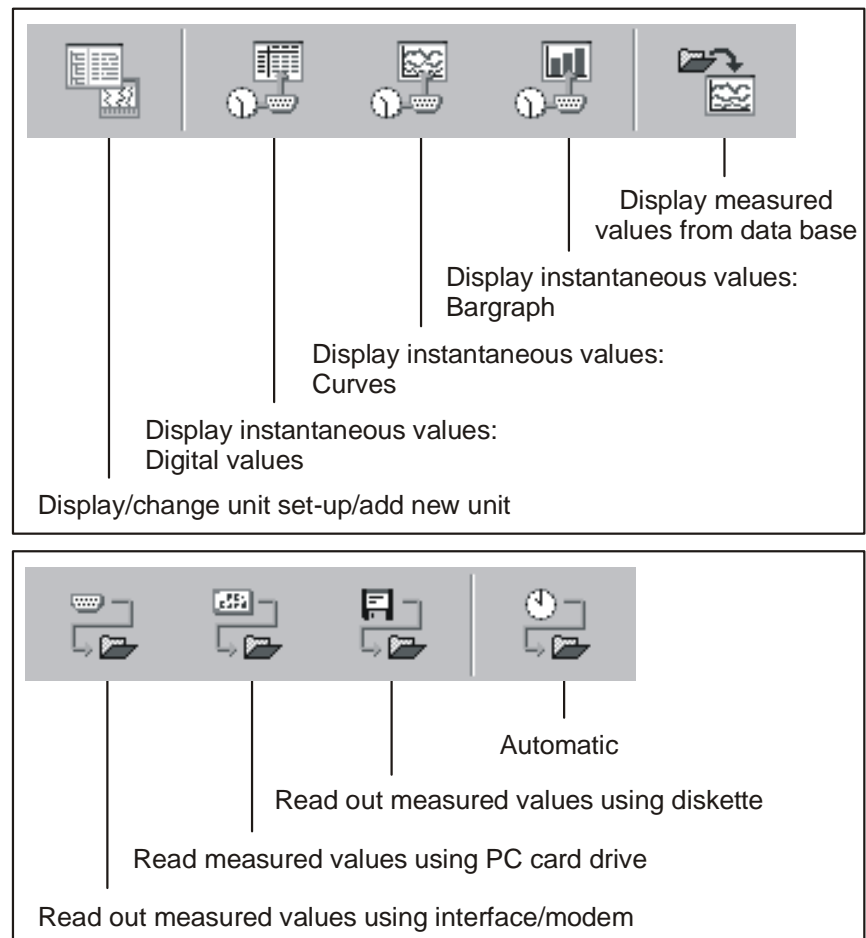 Display measured
values from data base
Display instantaneous values:
Bargraph
Display instantaneous values:
Curves
Display instantaneous values:
Digital values
Display/change unit set-up/add new unit
Automatic
Read out measured values using diskette
Read measured values using PC card drive
Read out measured values using interface/modem